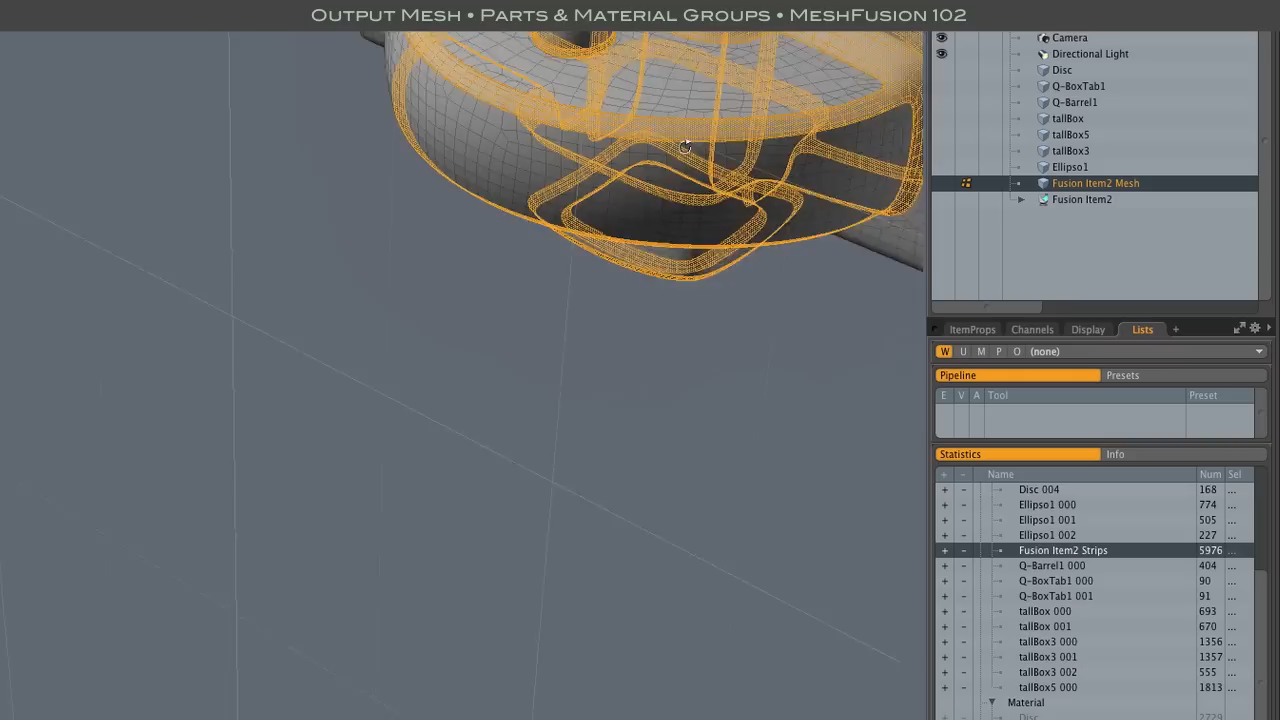 Output Mesh • Parts & Material Groups • MeshFusion 102
Camera
Directional Light
Disc
Q-BoxTab1
Q-Barrel1
tallBox
tallBox5
tallBox3
Ellipso1
Fusion Item2 Mesh
Fusion Item2
ItemProps Channels Display Lists +
W U M P O (none)
Pipeline Presets
E V A Tool Preset
Statistics Info
+ - Name Num Sel
+ - Disc 004 168 ...
+ - Ellipso1 000 774 ...
+ - Ellipso1 001 505 ...
+ - Ellipso1 002 227 ...
+ - Fusion Item2 Strips 5976 ...
+ - Q-Barrel1 000 404 ...
+ - Q-BoxTab1 000 90 ...
+ - Q-BoxTab1 001 91 ...
+ - tallBox 000 693 ...
+ - tallBox 001 670 ...
+ - tallBox3 000 1356 ...
+ - tallBox3 001 1357 ...
+ - tallBox3 002 555 ...
+ - tallBox5 000 1813 ...
Material
Disc 2729